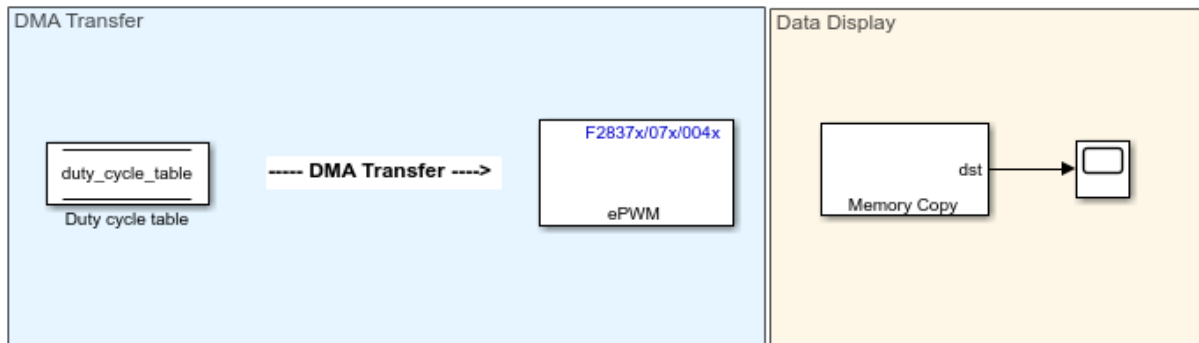 DMA Transfer
duty_cycle_table
Duty cycle table
----- DMA Transfer ---->
F2837x/07x/004x
ePWM
Data Display
dst
Memory Copy